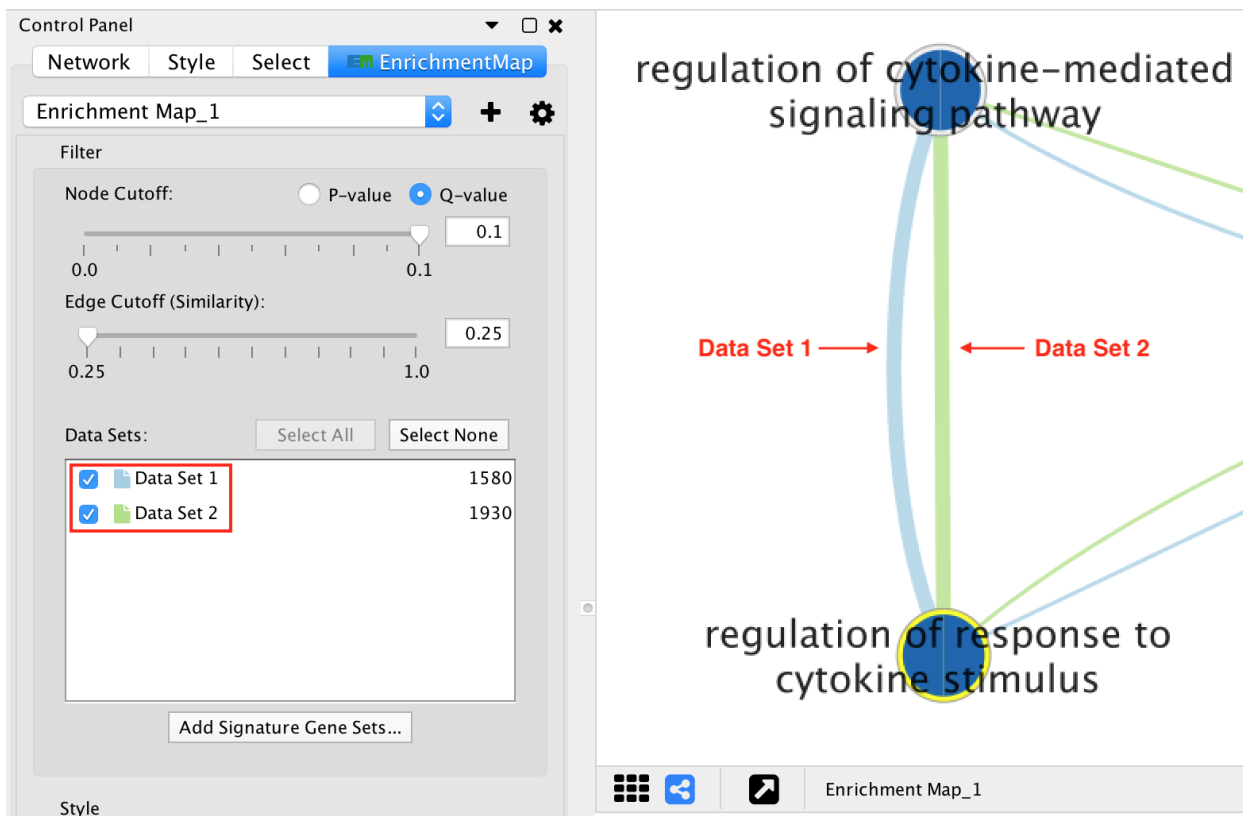 Control Panel
Network Style Select EM EnrichmentMap
Enrichment Map_1
Filter
Node Cutoff: P-value Q-value
0.1
0.0 0.1
Edge Cutoff (Similarity):
0.25
0.25 1.0
Data Sets: Select All Select None
Data Set 1 1580
Data Set 2 1930
Add Signature Gene Sets...
Style
regulation of cytokine-mediated
signaling pathway
Data Set 1 Data Set 2
regulation of response to
cytokine stimulus
Enrichment Map_1